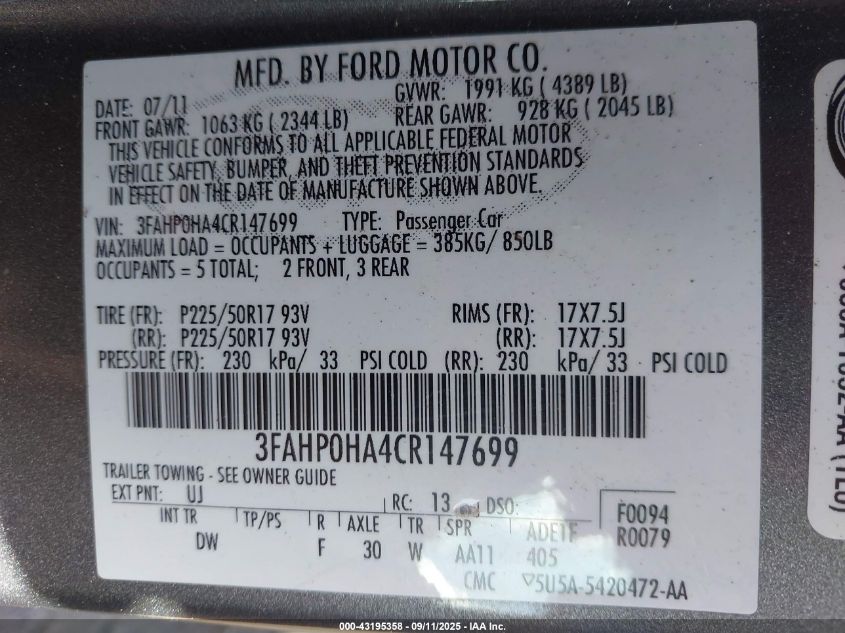 MFD. BY FORD MOTOR CO.
DATE: 07/11 GVWR: 1991 KG ( 4389 LB)
FRONT GAWR: 1063 KG ( 2344 LB) REAR GAWR: 928 KG ( 2045 LB)
THIS VEHICLE CONFORMS TO ALL APPLICABLE FEDERAL MOTOR
VEHICLE SAFETY, BUMPER, AND THEFT PREVENTION STANDARDS
IN EFFECT ON THE DATE OF MANUFACTURE SHOWN ABOVE.
VIN: 3FAHP0HA4CR147699 TYPE: Passenger Car
MAXIMUM LOAD = OCCUPANTS + LUGGAGE = 385KG/ 850LB
OCCUPANTS = 5 TOTAL; 2 FRONT, 3 REAR
TIRE (FR): P225/50R17 93V RIMS (FR): 17X7.5J
(RR): P225/50R17 93V (RR): 17X7.5J
PRESSURE (FR): 230 kPa/ 33 PSI COLD (RR): 230 kPa/ 33 PSI COLD
3FAHP0HA4CR147699
TRAILER TOWING - SEE OWNER GUIDE
EXT PNT: UJ RC: 13 DSO: F0094
INT TR TP/PS R AXLE TR SPR ADE1F R0079
DW F 30 W AA11 405
CMC ▽5U5A-5420472-AA
000-43195358 - 09/11/2025 - IAA Inc.